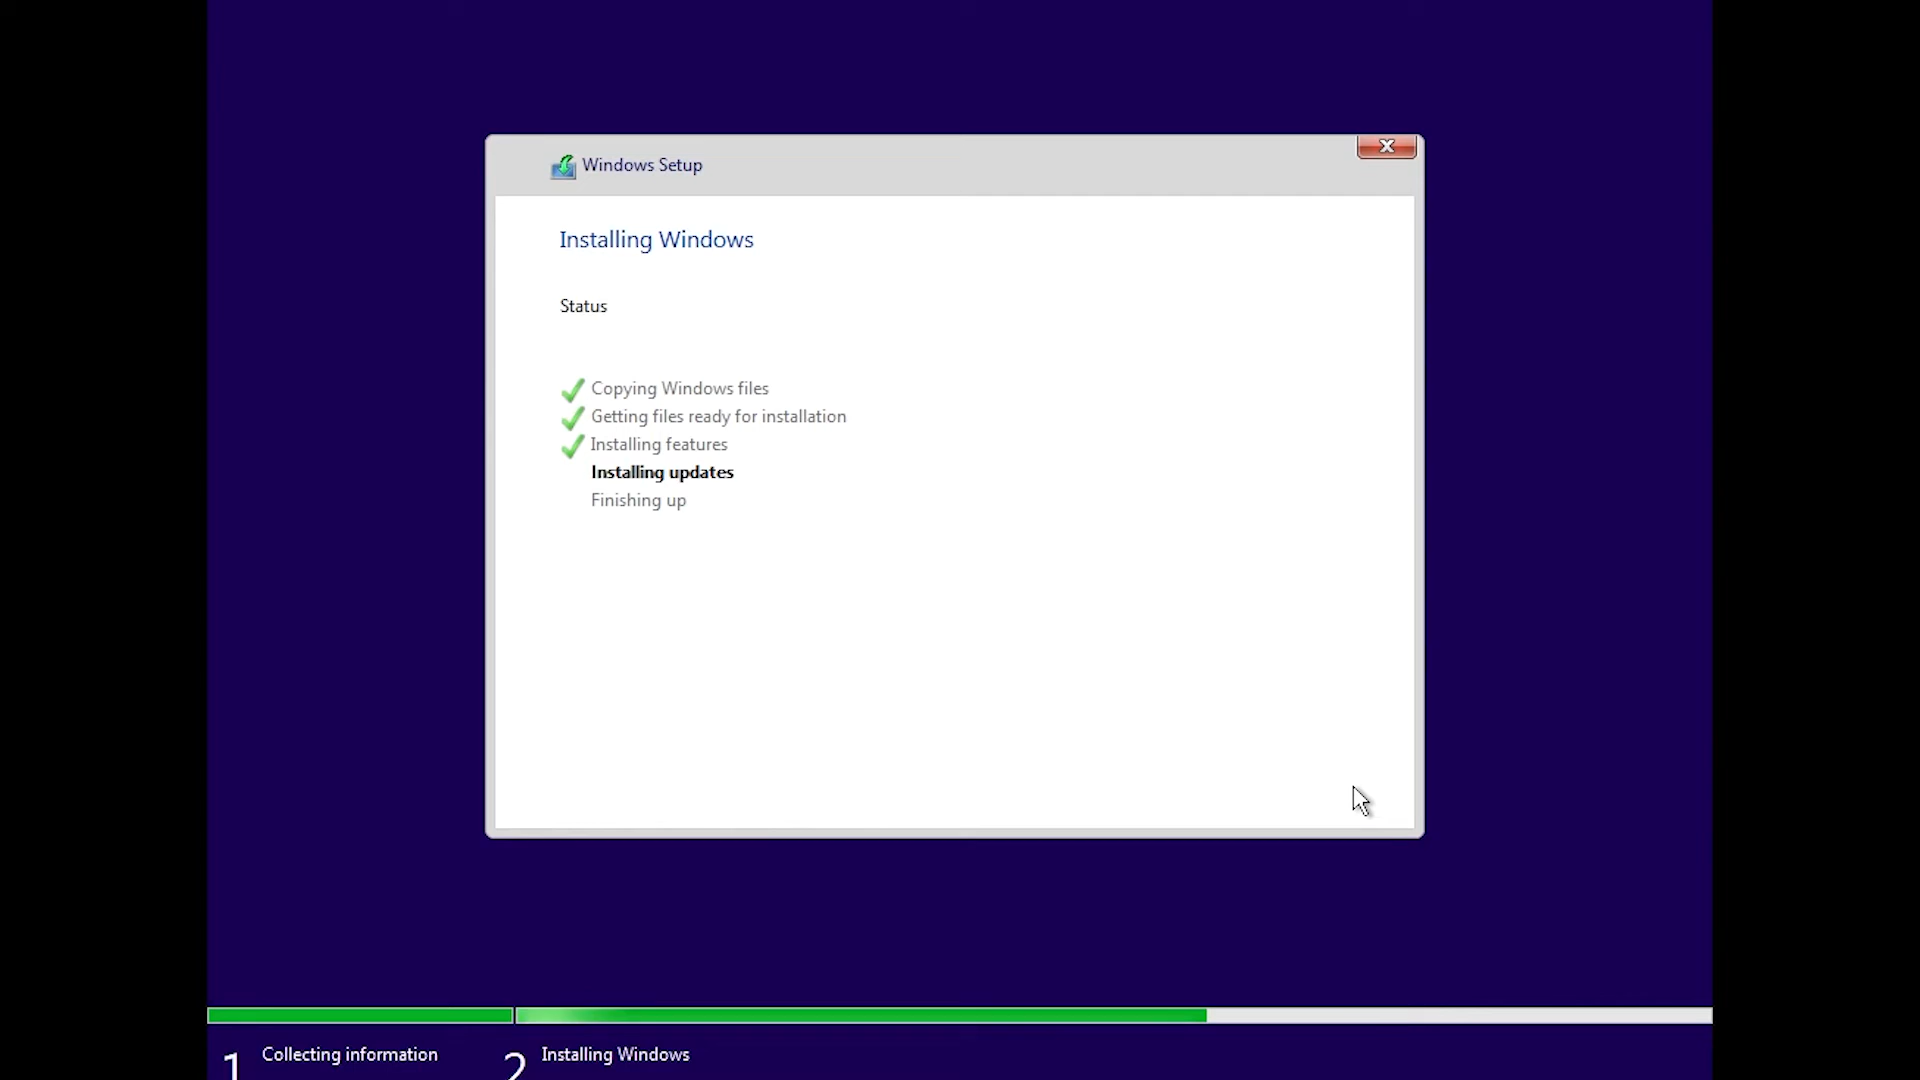 Windows Setup
Installing Windows
Status
Copying Windows files
Getting files ready for installation
Installing features
Installing updates
Finishing up
1 Collecting information
2 Installing Windows